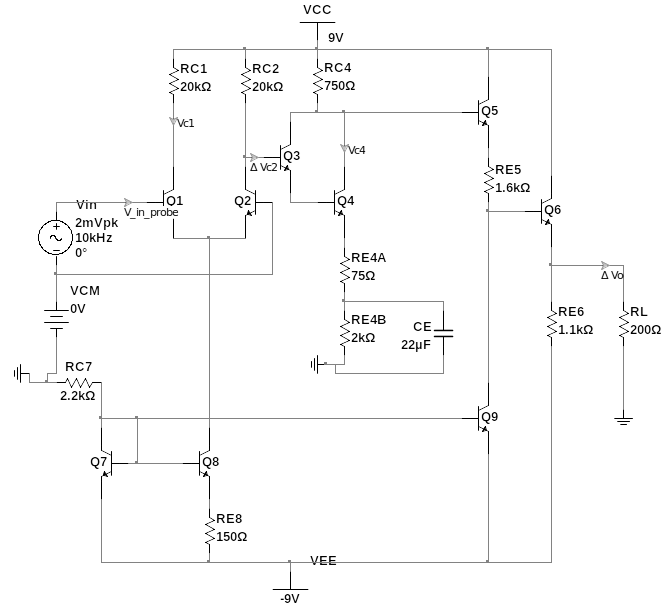 VCC
9V
RC1
20kΩ
RC2
20kΩ
RC4
750Ω
Vc1
Δ Vc2
Vc4
Q3
Q5
RE5
1.6kΩ
Vin
V_in_probe
2mVpk
10kHz
0°
Q1
Q2
Q4
Q6
RE4A
75Ω
Δ Vo
VCM
0V
RE4B
2kΩ
CE
22µF
RE6
1.1kΩ
RL
200Ω
RC7
2.2kΩ
Q9
Q7
Q8
RE8
150Ω
VEE
-9V